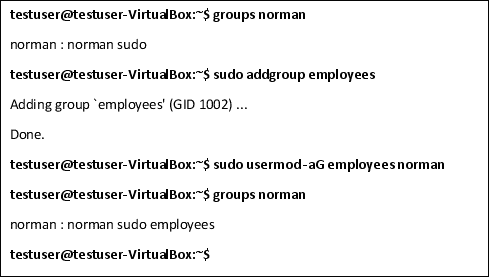 testuser@testuser-VirtualBox:~$ groups norman
norman : norman sudo
testuser@testuser-VirtualBox:~$ sudo addgroup employees
Adding group `employees' (GID 1002) ...
Done.
testuser@testuser-VirtualBox:~$ sudo usermod-aG employees norman
testuser@testuser-VirtualBox:~$ groups norman
norman : norman sudo employees
testuser@testuser-VirtualBox:~$